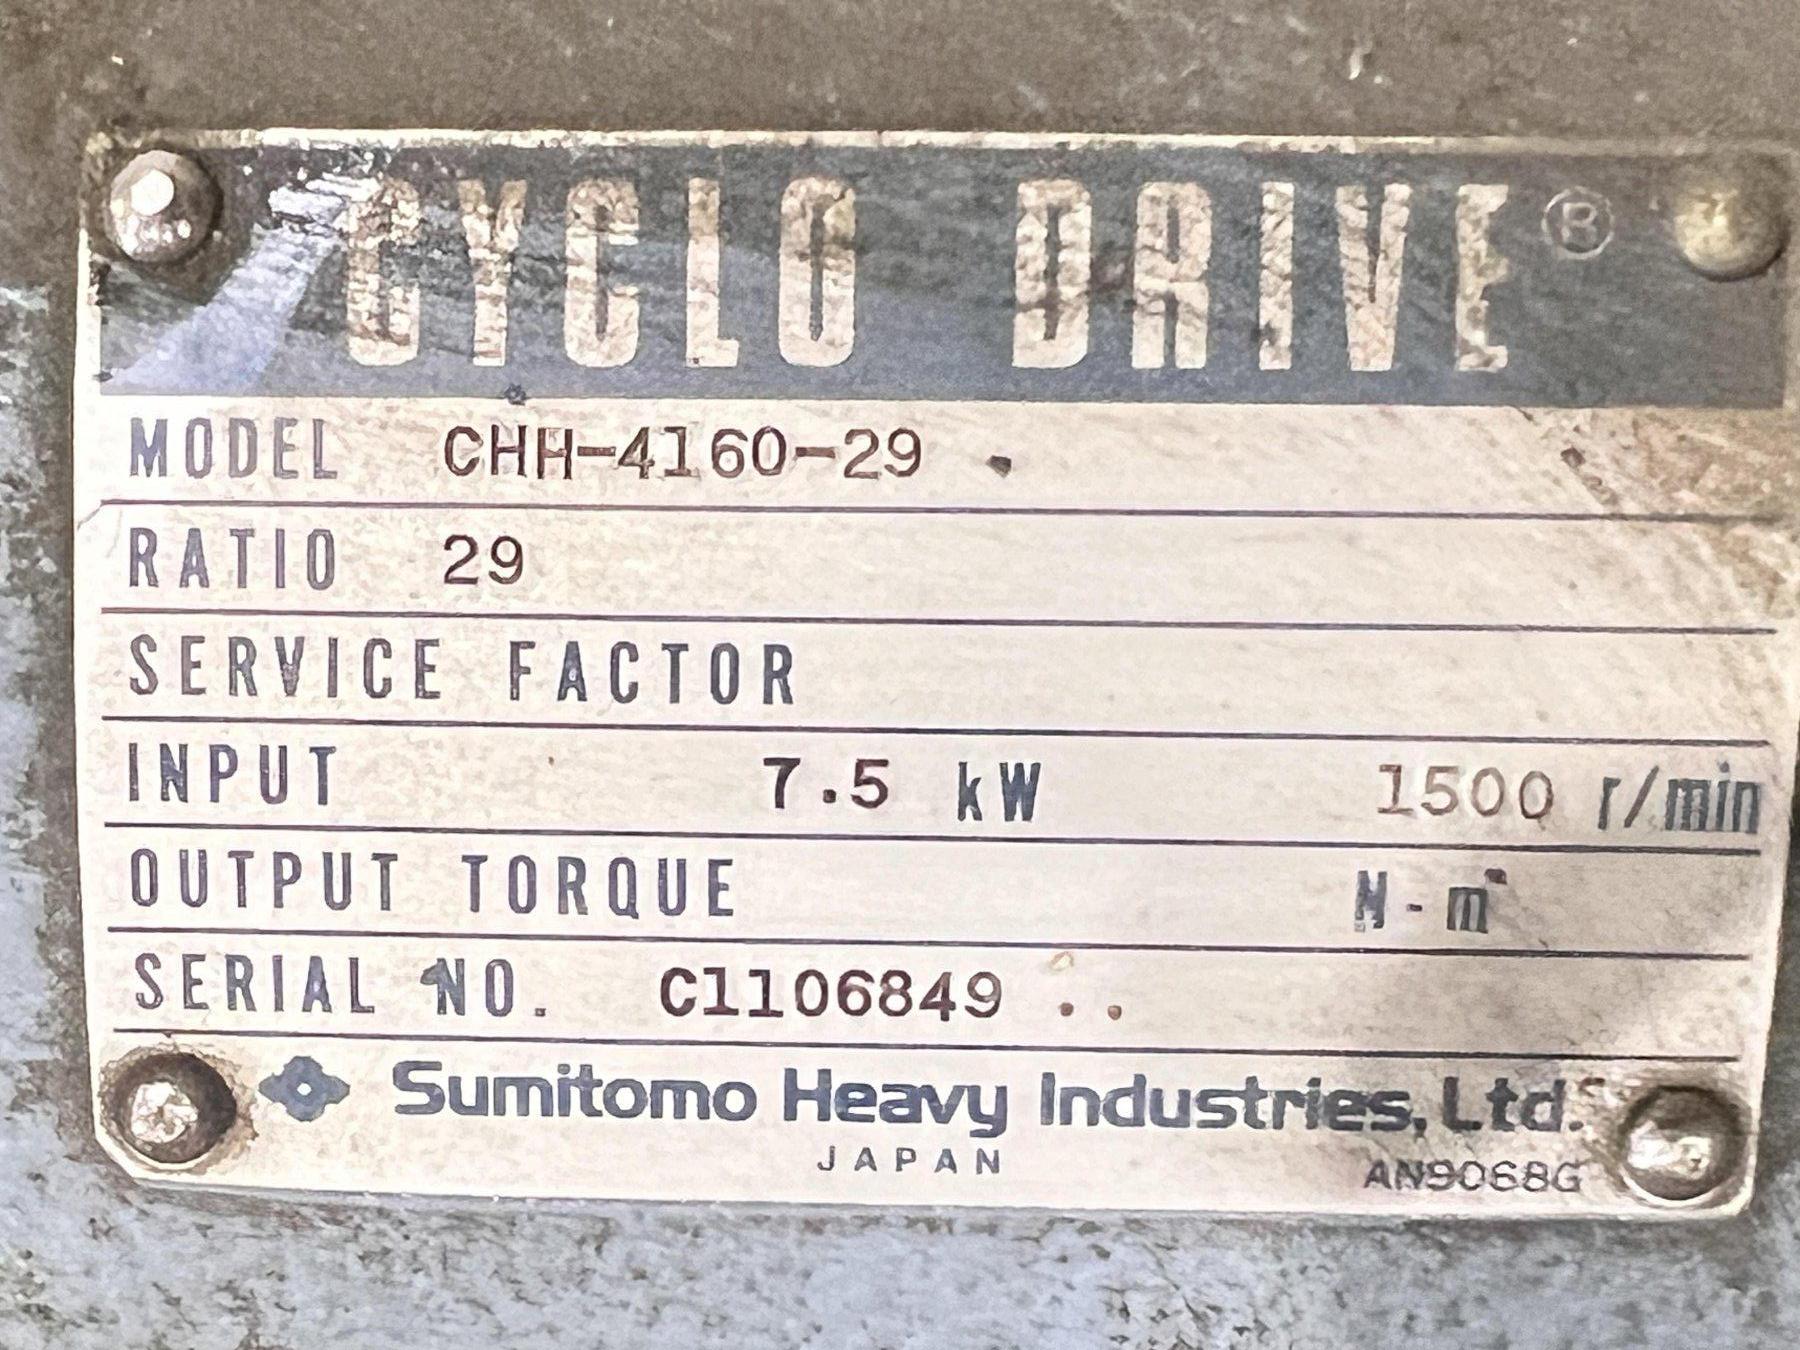 CYCLO DRIVE®
MODEL CHH-4160-29
RATIO 29
SERVICE FACTOR
INPUT 7.5 kW 1500 r/min
OUTPUT TORQUE N-m
SERIAL NO. C1106849
Sumitomo Heavy Industries, Ltd.
JAPAN
AN9068G